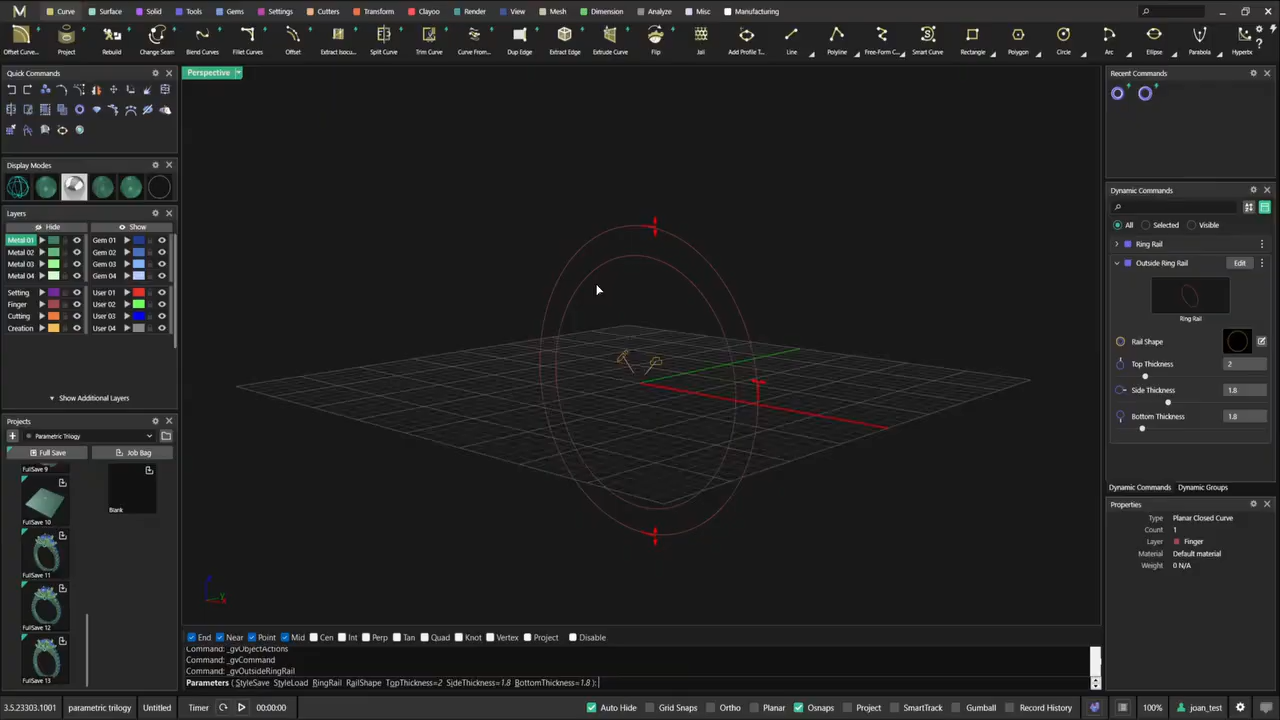 Curve Surface Solid Tools Gems Settings Cutters Transform Clayoo Render View Mesh Dimension Analyze Misc Manufacturing
Offset Curve... Project Rebuild Change Seam Blend Curves Fillet Curves Offset Extract Isocu... Split Curve Trim Curve Curve From... Dup Edge Extract Edge Extrude Curve Flip Jali Add Profile T... Line Polyline Free-Form C... Smart Curve Rectangle Polygon Circle Arc Ellipse Parabola Hyperbo
Quick Commands
Perspective
Recent Commands
Display Modes
Dynamic Commands
Layers
All Selected Visible
Hide Show
Metal 01 Gem 01
Metal 02 Gem 02
Metal 03 Gem 03
Metal 04 Gem 04
Setting User 01
Finger User 02
Cutting User 03
Creation User 04
Show Additional Layers
Ring Rail
Outside Ring Rail Edit
Ring Rail
Rail Shape
Top Thickness 2
Side Thickness 1.8
Bottom Thickness 1.8
Projects
Parametric Trilogy
Full Save Job Bag
FullSave 9
Blank
FullSave 10
FullSave 11
FullSave 12
FullSave 13
Dynamic Commands Dynamic Groups
Properties
Type Planar Closed Curve
Count 1
Layer Finger
Material Default material
Weight 0 N/A
End Near Point Mid Cen Int Perp Tan Quad Knot Vertex Project Disable
Command: _gvObjectActions
Command: _gvCommand
Command: _gvOutsideRingRail
Parameters ( StyleSave StyleLoad RingRail RailShape TopThickness=2 SideThickness=1.8 BottomThickness=1.8 ):
3.5.23303.1001 parametric trilogy Untitled Timer 00:00:00 Auto Hide Grid Snaps Ortho Planar Osnaps Project SmartTrack Gumball Record History 100% joan_test